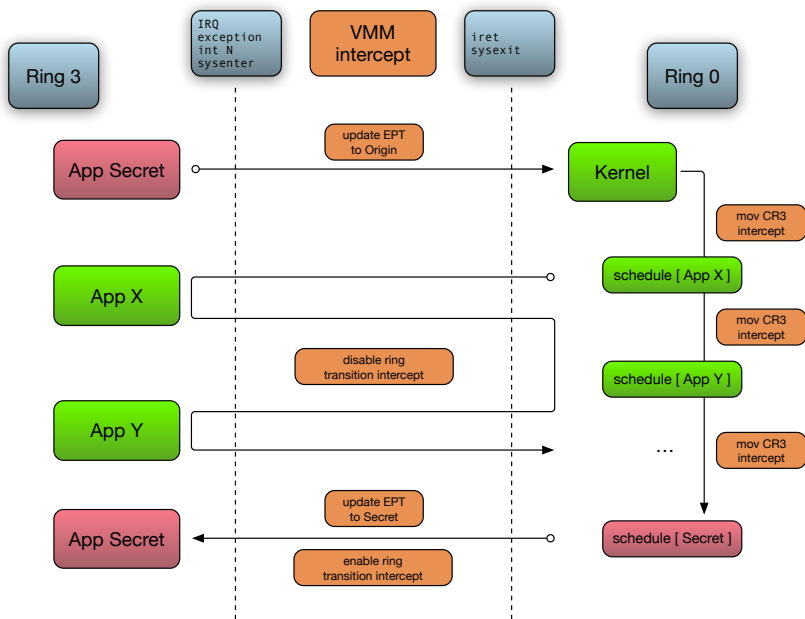 Ring 3
IRQ
exception
int N
sysenter
VMM
intercept
iret
sysexit
Ring 0
update EPT
to Origin
App Secret
Kernel
mov CR3
intercept
App X
schedule [ App X ]
mov CR3
intercept
disable ring
transition intercept
schedule [ App Y ]
App Y
...
mov CR3
intercept
update EPT
to Secret
App Secret
schedule [ Secret ]
enable ring
transition intercept